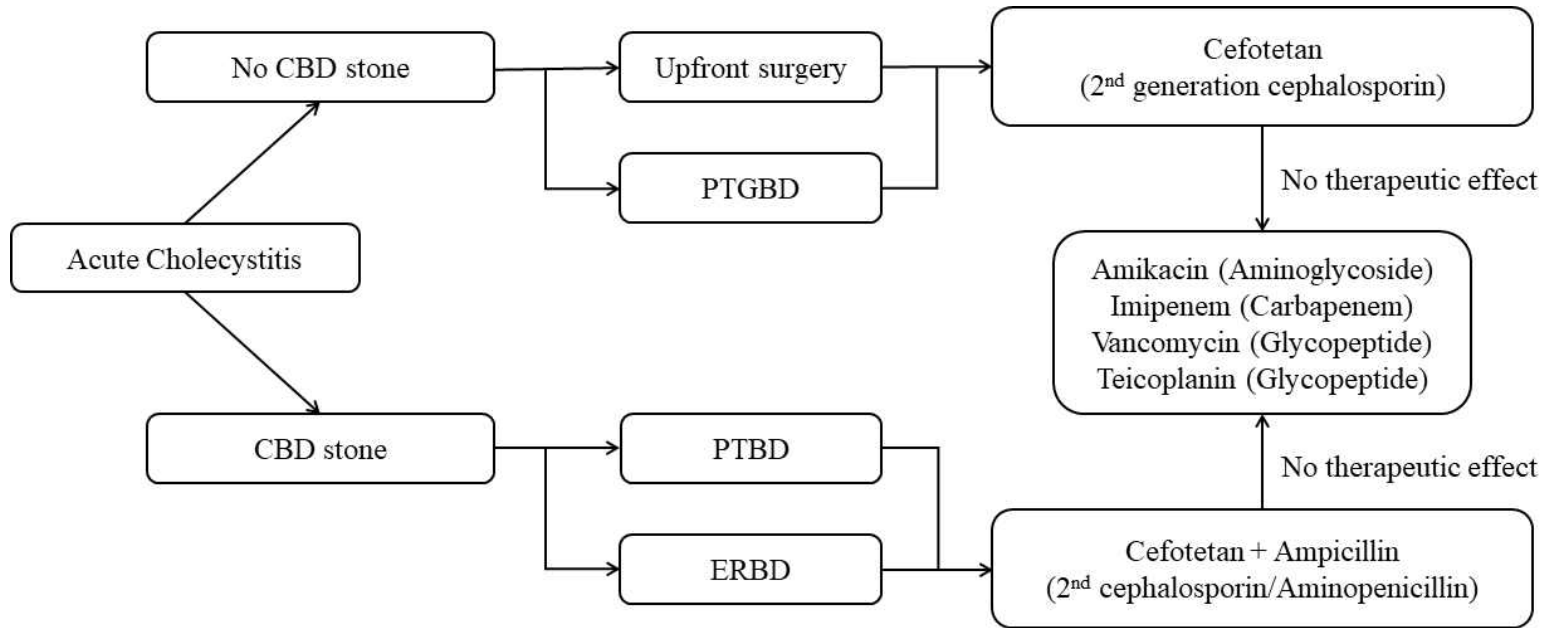 No CBD stone
Upfront surgery
Cefotetan
(2nd generation cephalosporin)
PTGBD
No therapeutic effect
Acute Cholecystitis
Amikacin (Aminoglycoside)
Imipenem (Carbapenem)
Vancomycin (Glycopeptide)
Teicoplanin (Glycopeptide)
CBD stone
PTBD
No therapeutic effect
ERBD
Cefotetan + Ampicillin
(2nd cephalosporin/Aminopenicillin)